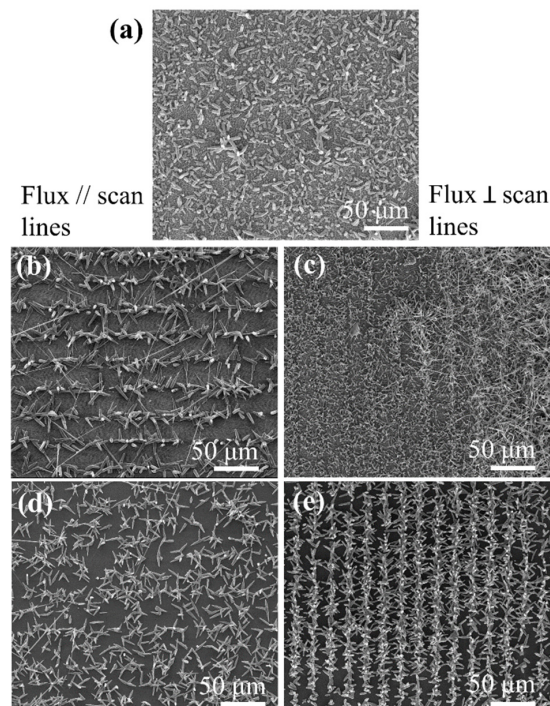 (a)
50 μm
Flux // scan
lines
Flux ⊥ scan
lines
(b)
50 μm
(c)
50 μm
(d)
50 μm
(e)
50 μm